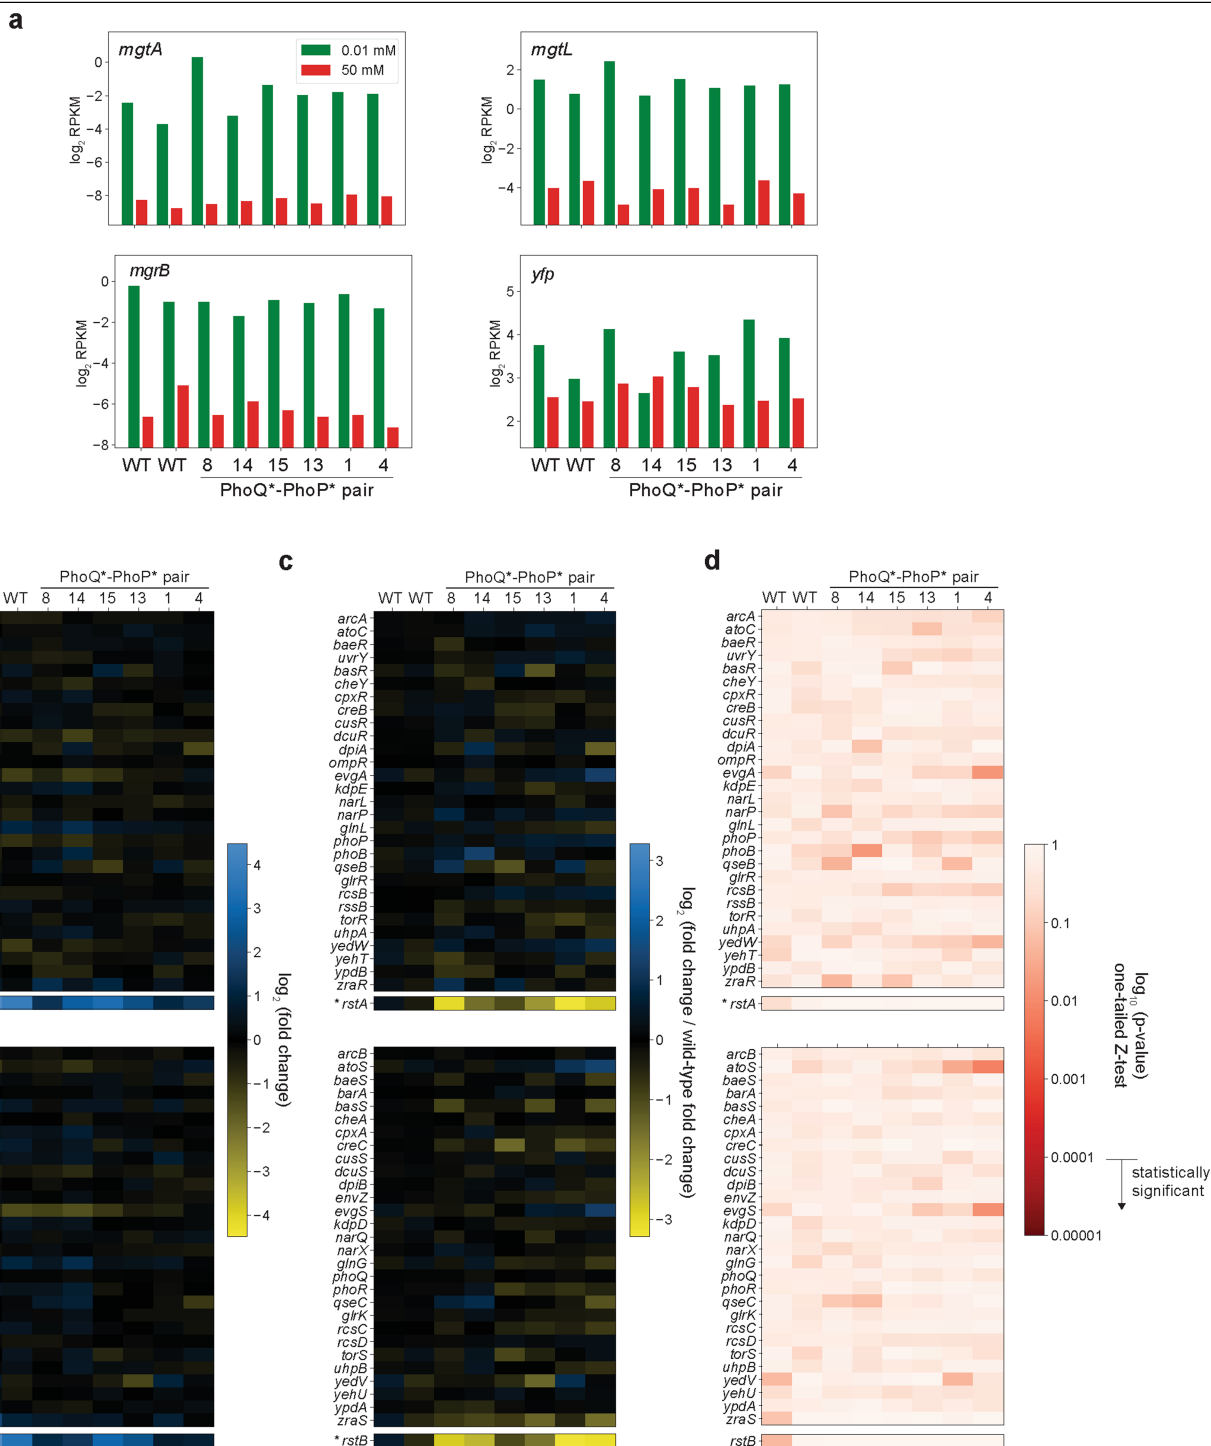 a
mgtA
0.01 mM
50 mM
0
−2
−4
−6
−8
log2 RPKM
mgtL
2
0
−2
−4
log2 RPKM
mgrB
0
−2
−4
−6
−8
log2 RPKM
WT WT 8 14 15 13 1 4
PhoQ*-PhoP* pair
yfp
5
4
3
2
log2 RPKM
WT WT 8 14 15 13 1 4
PhoQ*-PhoP* pair
PhoQ*-PhoP* pair
WT 8 14 15 13 1 4
4
3
2
1
0
−1
−2
−3
−4
log2 (fold change)
c
PhoQ*-PhoP* pair
WT WT 8 14 15 13 1 4
arcA
atoC
baeR
uvrY
basR
cheY
cpxR
creB
cusR
dcuR
dpiA
ompR
evgA
kdpE
narL
narP
glnL
phoP
phoB
qseB
glrR
rcsB
rssB
torR
uhpA
yedW
yehT
ypdB
zraR
* rstA
arcB
atoS
baeS
barA
basS
cheA
cpxA
creC
cusS
dcuS
dpiB
envZ
evgS
kdpD
narQ
narX
glnG
phoQ
phoR
qseC
glrK
rcsC
rcsD
torS
uhpB
yedV
yehU
ypdA
zraS
* rstB
3
2
1
0
−1
−2
−3
log2 (fold change / wild-type fold change)
d
PhoQ*-PhoP* pair
WT WT 8 14 15 13 1 4
arcA
atoC
baeR
uvrY
basR
cheY
cpxR
creB
cusR
dcuR
dpiA
ompR
evgA
kdpE
narL
narP
glnL
phoP
phoB
qseB
glrR
rcsB
rssB
torR
uhpA
yedW
yehT
ypdB
zraR
* rstA
arcB
atoS
baeS
barA
basS
cheA
cpxA
creC
cusS
dcuS
dpiB
envZ
evgS
kdpD
narQ
narX
glnG
phoQ
phoR
qseC
glrK
rcsC
rcsD
torS
uhpB
yedV
yehU
ypdA
zraS
rstB
1
0.1
0.01
0.001
0.0001
0.00001
log10 (p-value)
one-tailed Z-test
statistically
significant